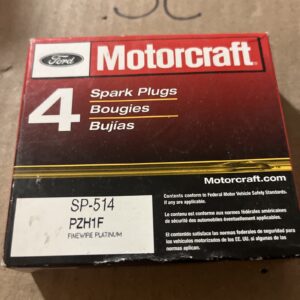 SC
Ford
Motorcraft®
4
Spark Plugs
Bougies
Bujías
Motorcraft.com
SP-514
PZH1F
FINEWIRE PLATINUM
Contents conform to Federal Motor Vehicle Safety Standards,
if any are applicable.
Le contenu est conforme aux normes fédérales américaines
de sécurité des automobiles éventuellement applicables.
El contenido satisface las normas federales de seguridad para
los vehículos motorizados de los EE. UU. si algunas de las
normas aplican.